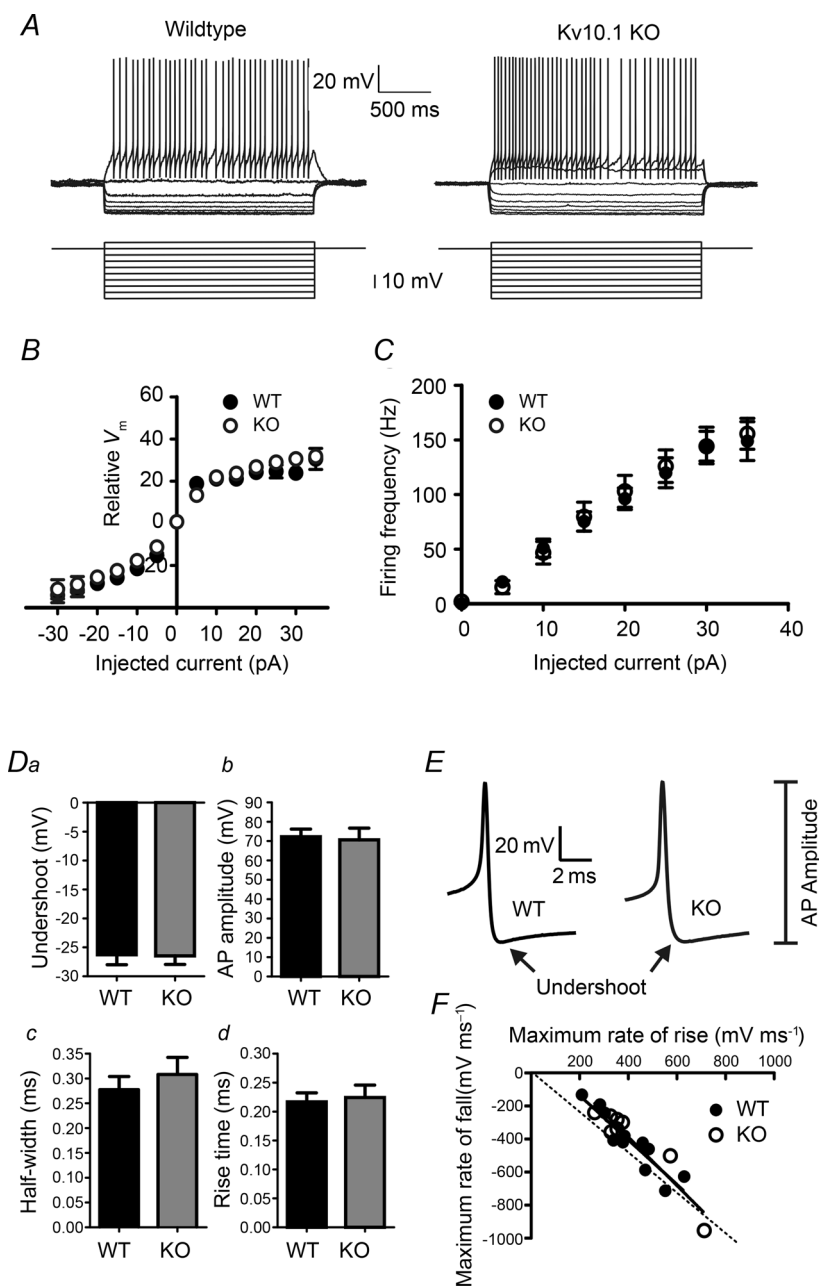 A
Wildtype
Kv10.1 KO
20 mV
500 ms
10 mV
B
Relative Vm
60
40
20
0
20
WT
KO
-30 -20 -10 0 10 20 30
Injected current (pA)
C
Firing frequency (Hz)
200
150
100
50
0
WT
KO
0 10 20 30 40
Injected current (pA)
Da
Undershoot (mV)
0
-5
-10
-15
-20
-25
-30
WT KO
b
AP amplitude (mV)
90
80
70
60
50
40
30
20
10
0
WT KO
c
Half-width (ms)
0.35
0.30
0.25
0.20
0.15
0.10
0.05
0.00
WT KO
d
Rise time (ms)
0.30
0.25
0.20
0.15
0.10
0.05
0.00
WT KO
E
20 mV
2 ms
WT
KO
AP Amplitude
Undershoot
F
Maximum rate of rise (mV ms⁻¹)
200 400 600 800 1000
Maximum rate of fall(mV ms⁻¹)
0
-200
-400
-600
-800
-1000
WT
KO